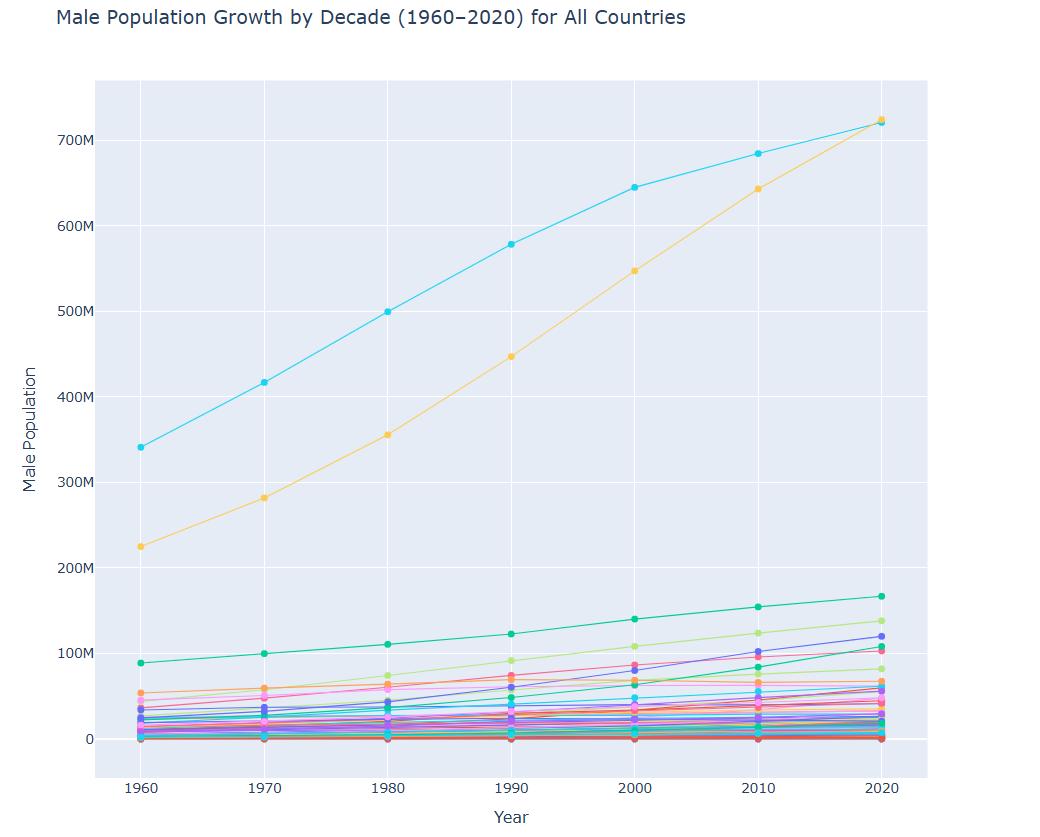 Male Population Growth by Decade (1960–2020) for All Countries
700M
600M
500M
400M
300M
200M
100M
0
Male Population
1960 1970 1980 1990 2000 2010 2020
Year